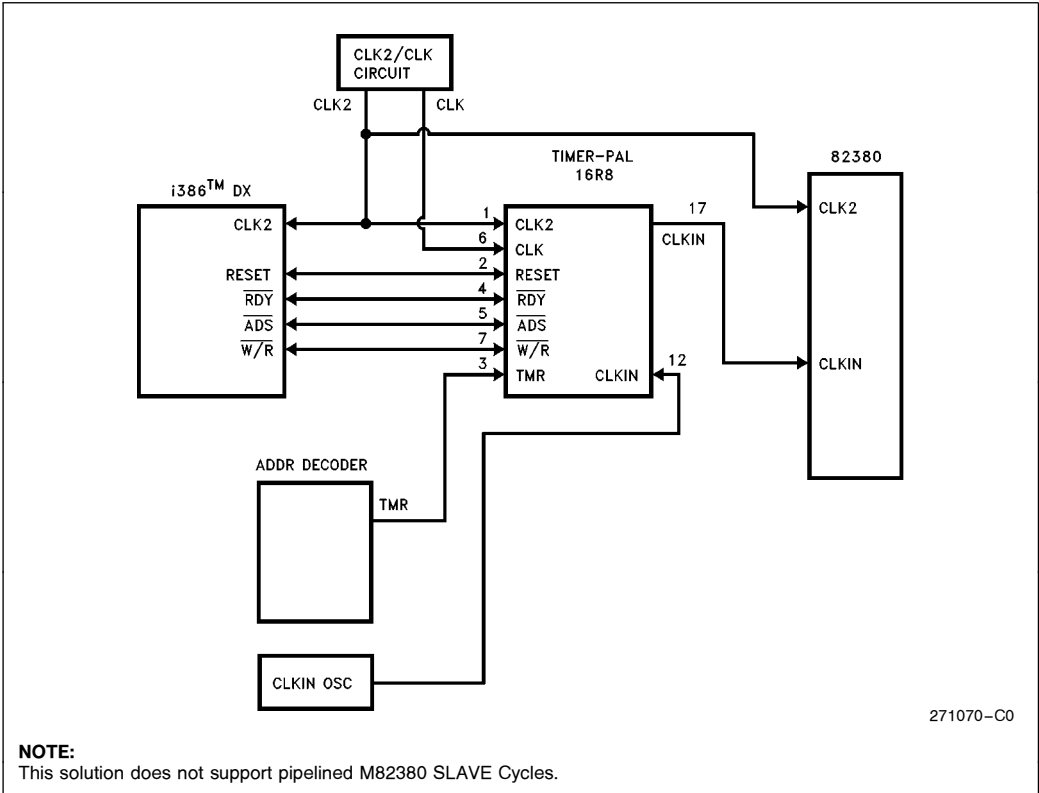 CLK2/CLK
CIRCUIT
CLK2
CLK
TIMER-PAL
16R8
82380
i386™ DX
CLK2
1
CLK2
17
CLKIN
CLK2
6
CLK
RESET
2
RESET
RDY
4
RDY
ADS
5
ADS
W/R
7
W/R
3
TMR
CLKIN
12
CLKIN
ADDR DECODER
TMR
CLKIN OSC
271070–C0
NOTE:
This solution does not support pipelined M82380 SLAVE Cycles.